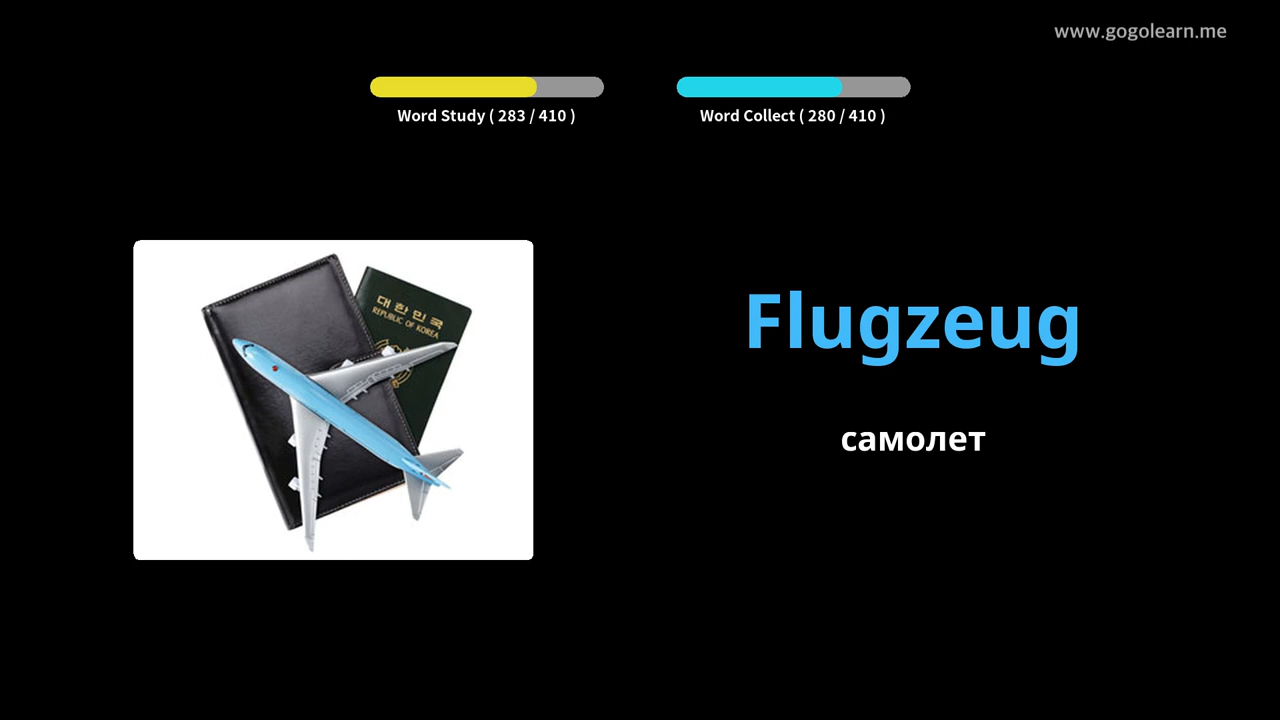 www.gogolearn.me
Word Study ( 283 / 410 )
Word Collect ( 280 / 410 )
대한민국
REPUBLIC OF KOREA
Flugzeug
самолет